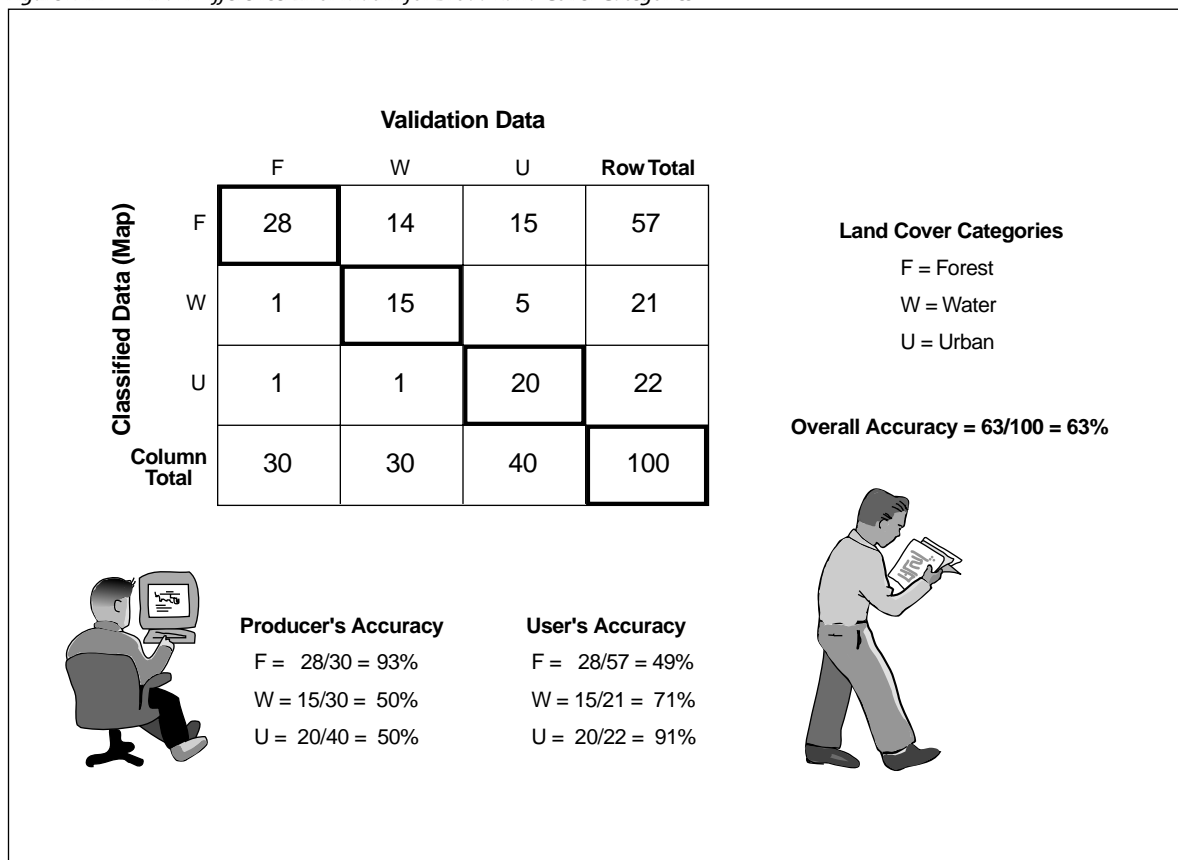 Validation Data
F W U Row Total
Classified Data (Map)
F 28 14 15 57
W 1 15 5 21
U 1 1 20 22
Column
Total 30 30 40 100
Land Cover Categories
F = Forest
W = Water
U = Urban
Overall Accuracy = 63/100 = 63%
Producer's Accuracy
F = 28/30 = 93%
W = 15/30 = 50%
U = 20/40 = 50%
User's Accuracy
F = 28/57 = 49%
W = 15/21 = 71%
U = 20/22 = 91%